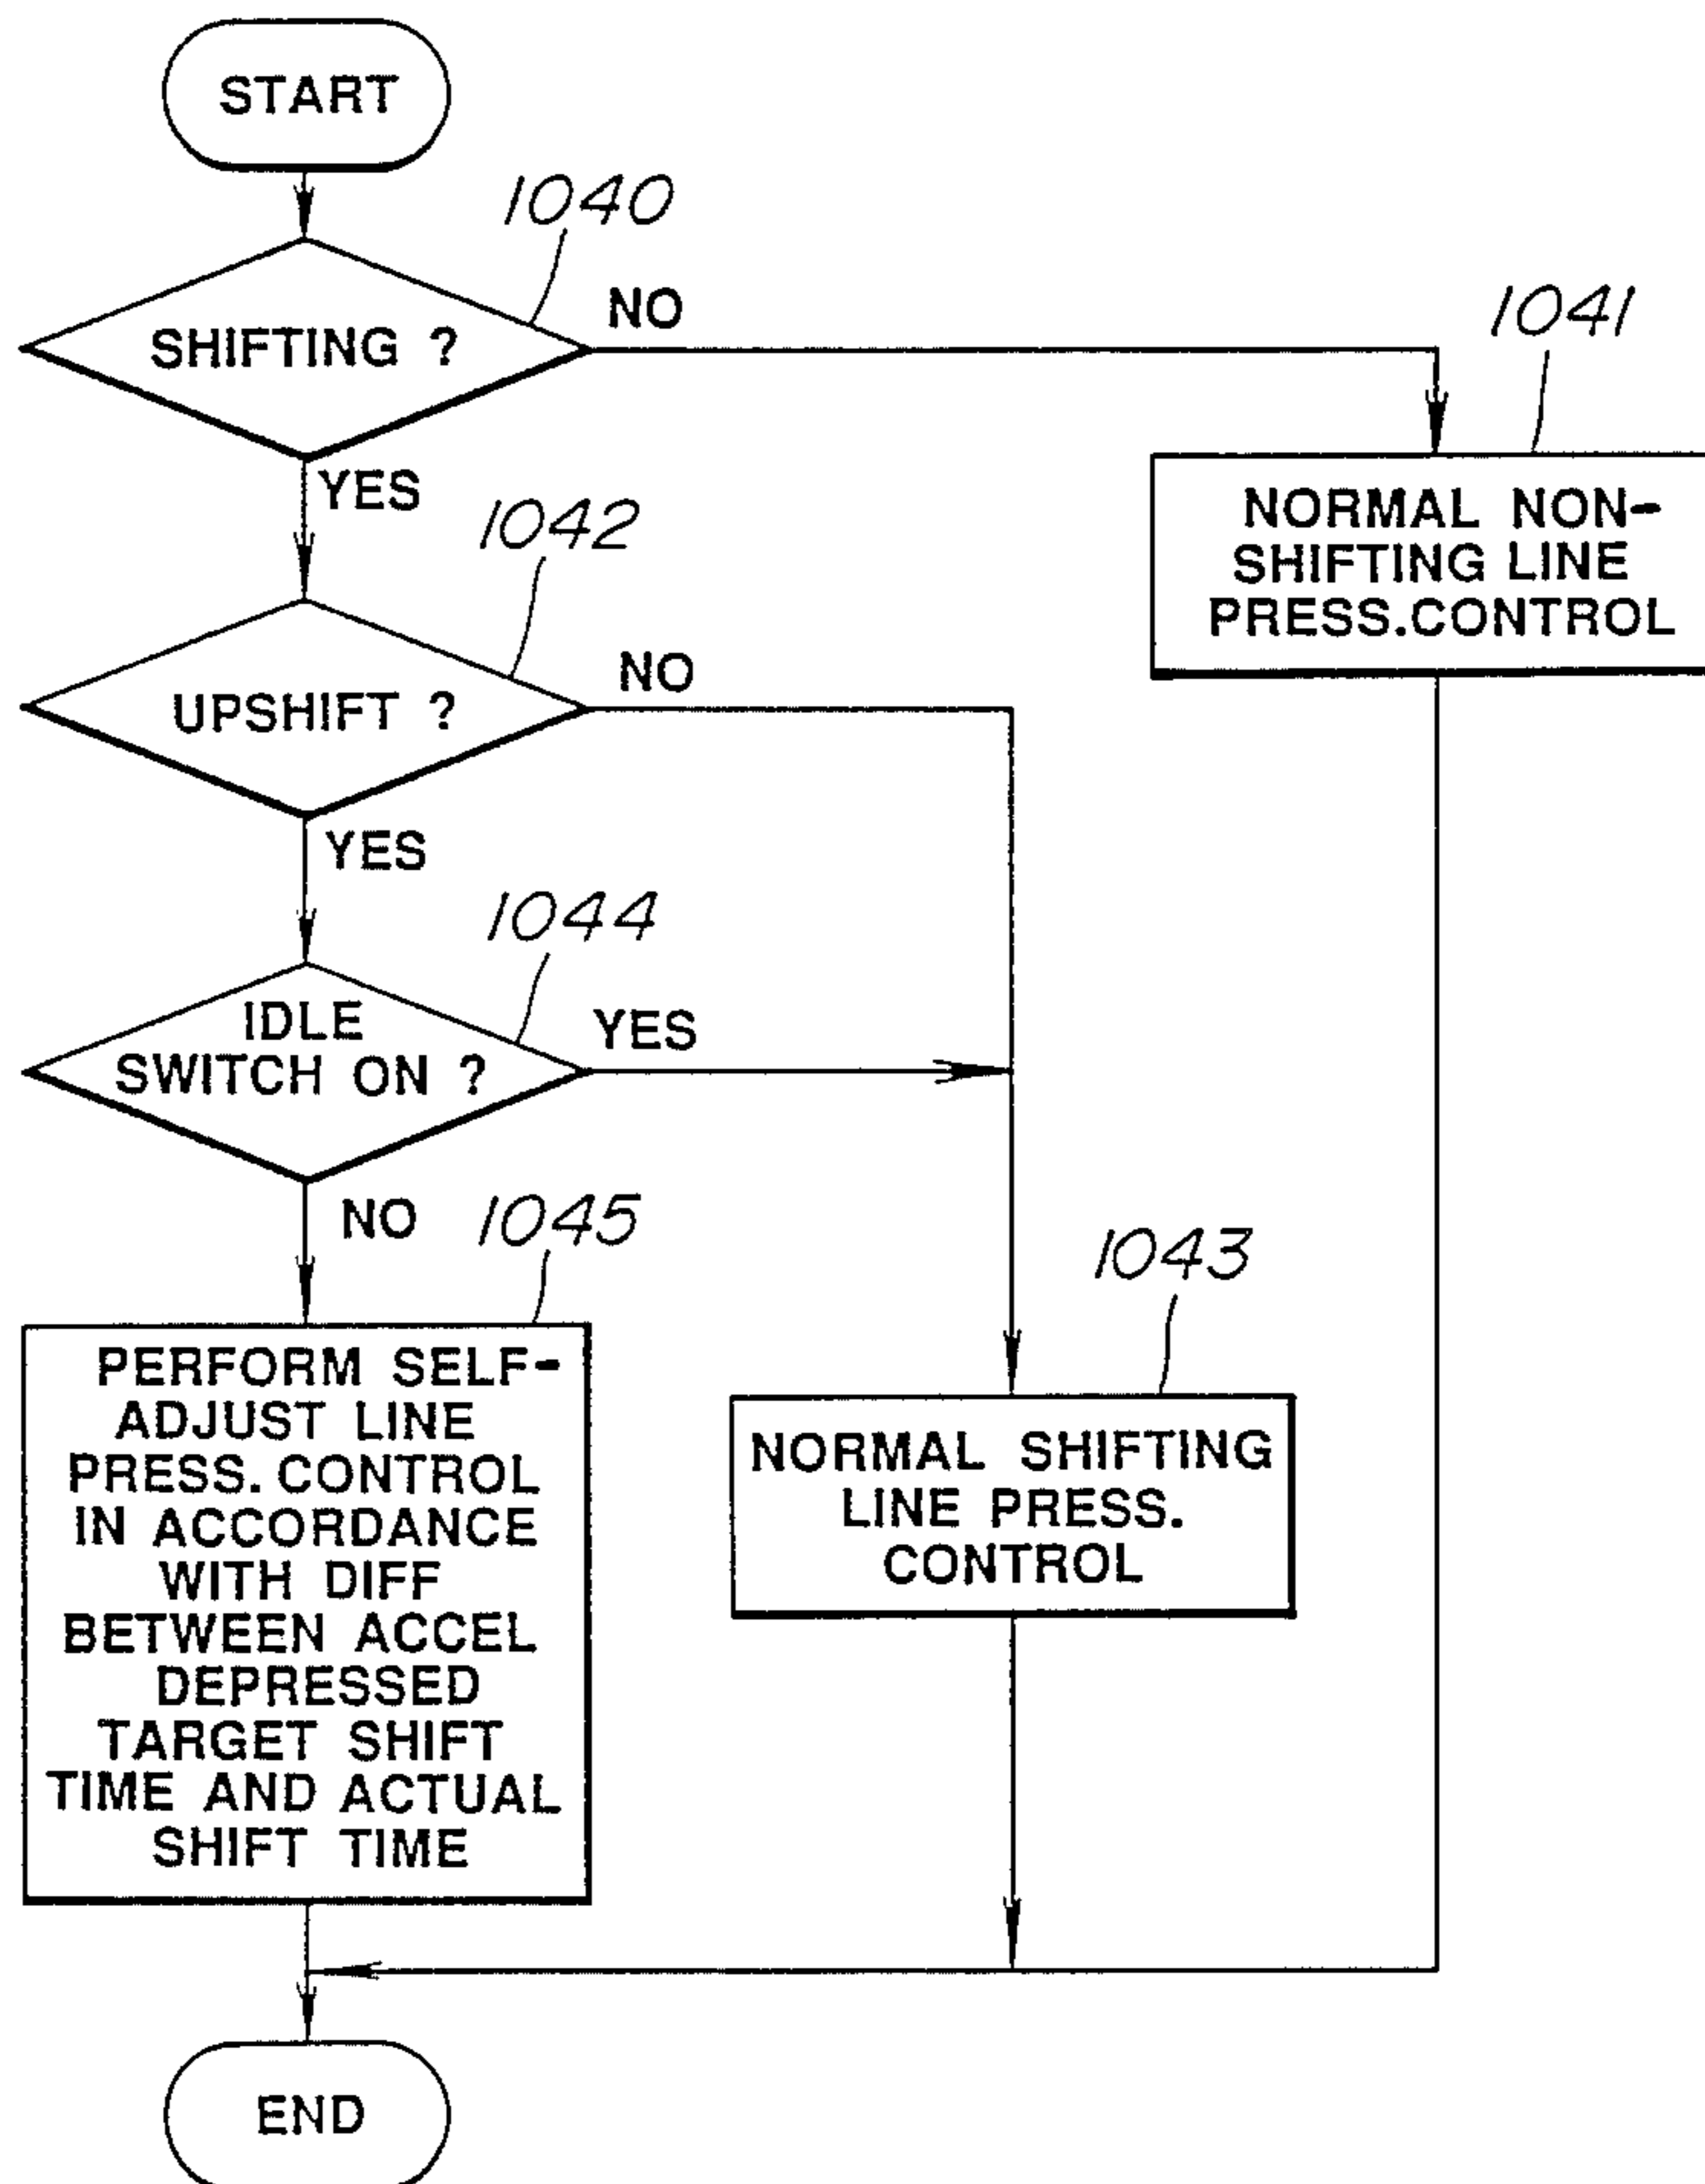 START
1040
SHIFTING ?
NO
1041
NORMAL NON-
SHIFTING LINE
PRESS.CONTROL
YES
1042
UPSHIFT ?
NO
YES
1044
IDLE
SWITCH ON ?
YES
NO
1045
PERFORM SELF-
ADJUST LINE
PRESS. CONTROL
IN ACCORDANCE
WITH DIFF
BETWEEN ACCEL
DEPRESSED
TARGET SHIFT
TIME AND ACTUAL
SHIFT TIME
1043
NORMAL SHIFTING
LINE PRESS.
CONTROL
END